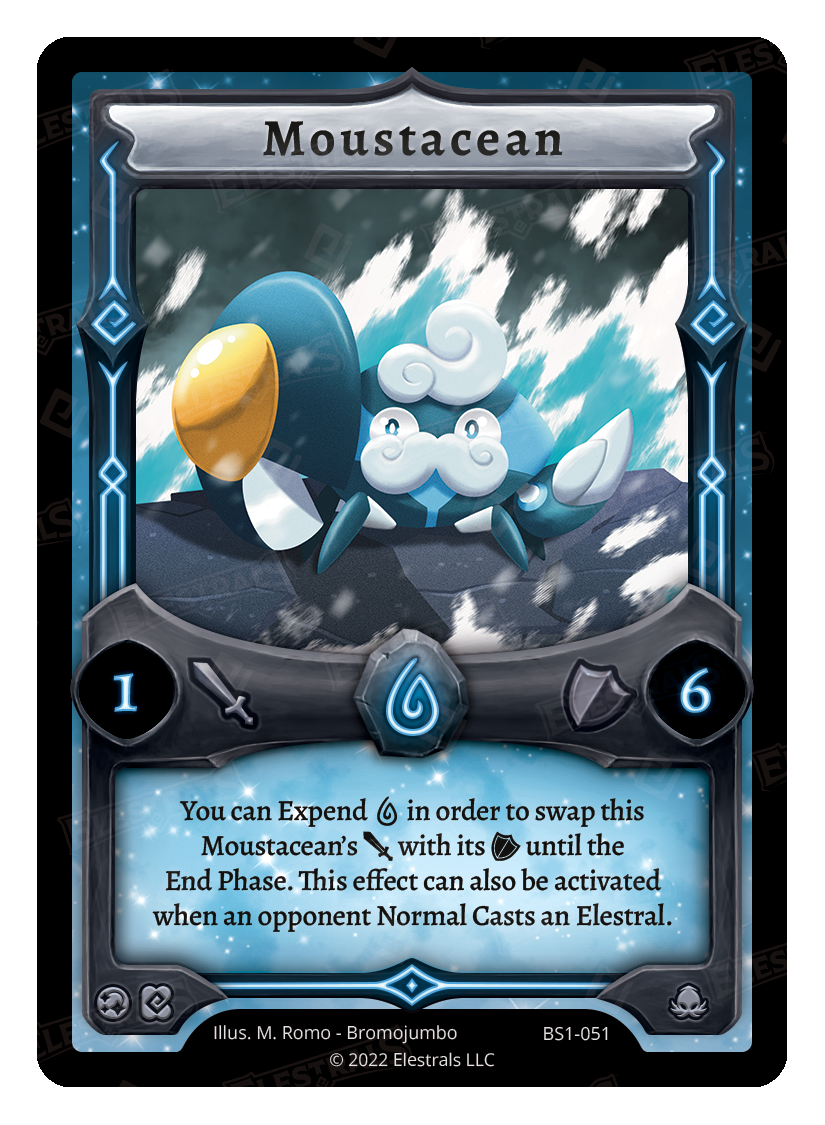 Moustacean
1
6
You can Expend in order to swap this
Moustacean's with its until the
End Phase. This effect can also be activated
when an opponent Normal Casts an Elestral.
Illus. M. Romo - Bromojumbo
BS1-051
© 2022 Elestrals LLC
ELESTRALS